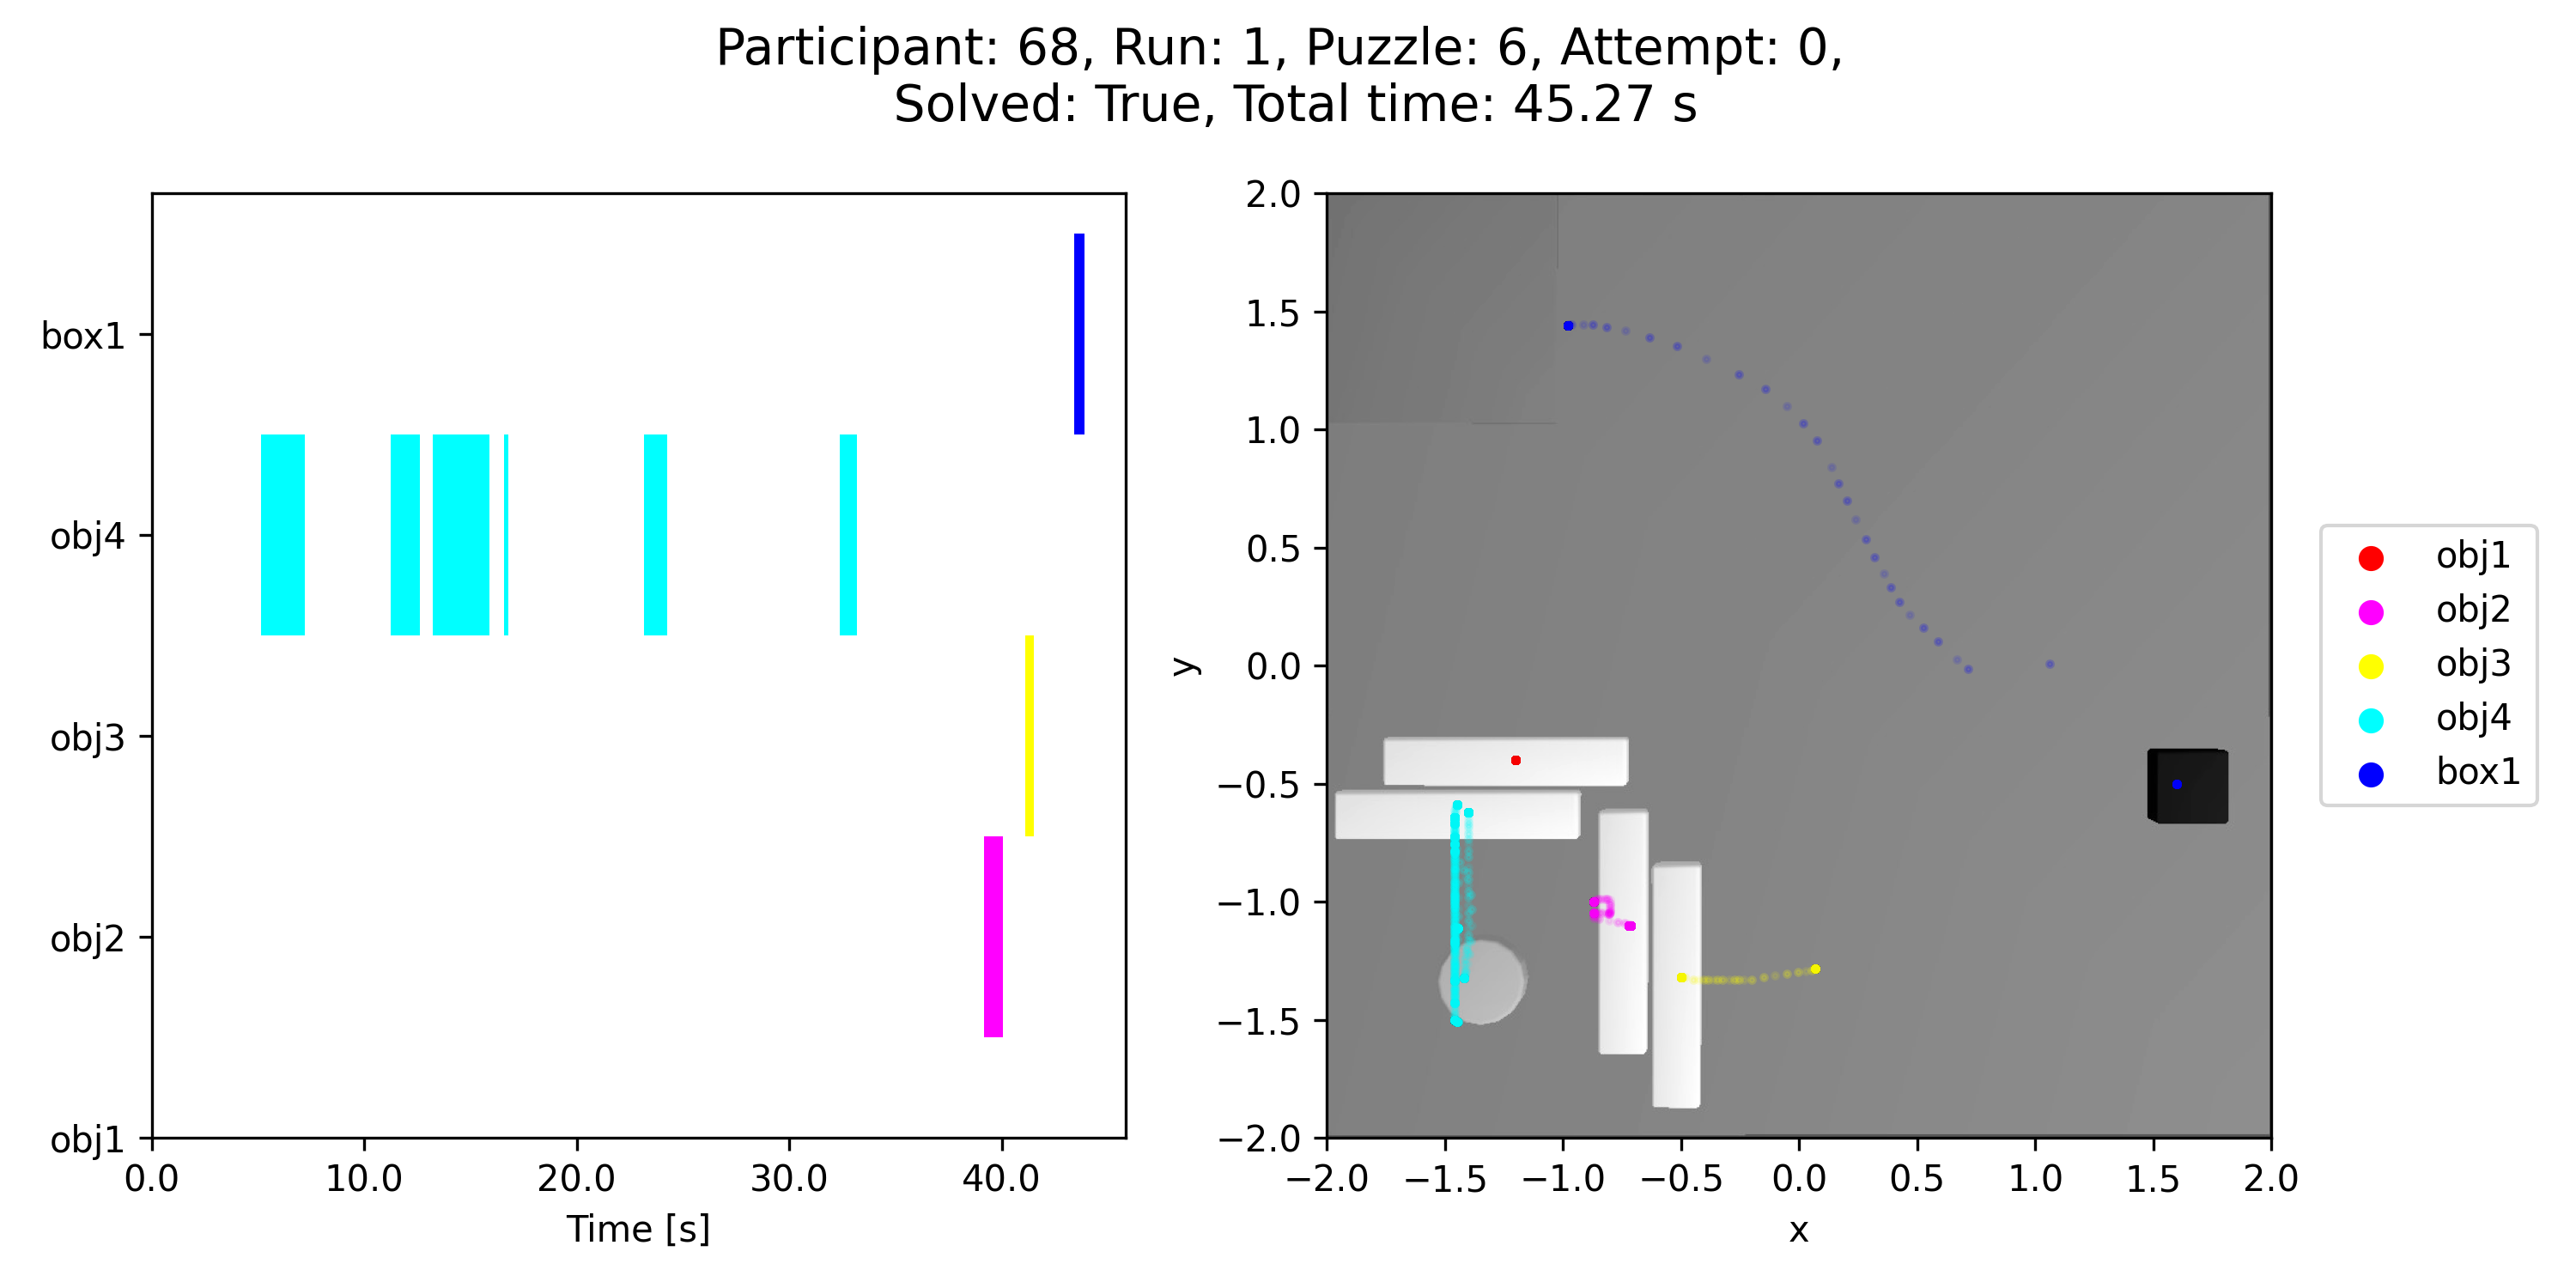 Participant: 68, Run: 1, Puzzle: 6, Attempt: 0,
Solved: True, Total time: 45.27 s
box1
obj4
obj3
obj2
obj1
0.0 10.0 20.0 30.0 40.0
Time [s]
2.0
1.5
1.0
0.5
0.0
−0.5
−1.0
−1.5
−2.0
y
−2.0 −1.5 −1.0 −0.5 0.0 0.5 1.0 1.5 2.0
x
obj1
obj2
obj3
obj4
box1